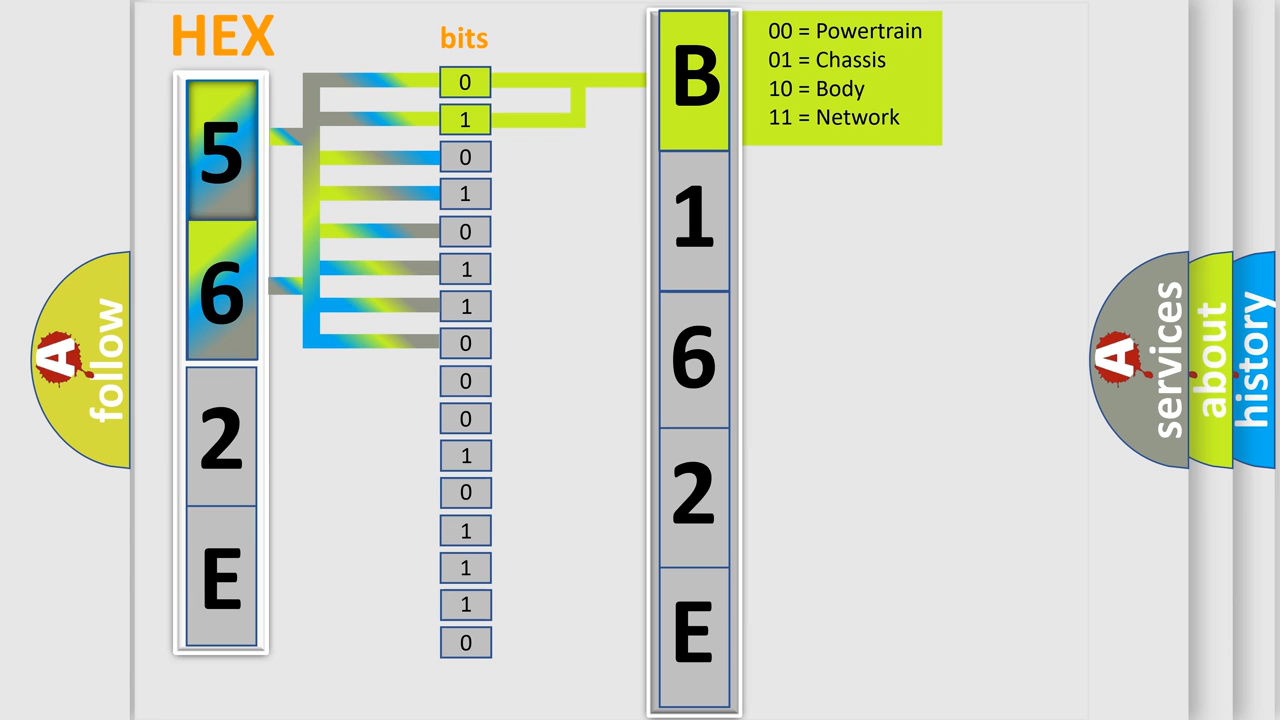 HEX
bits
5
6
2
E
0
1
0
1
0
1
1
0
0
0
1
0
1
1
1
0
B
1
6
2
E
00 = Powertrain
01 = Chassis
10 = Body
11 = Network
A
follow
A
services
about
history